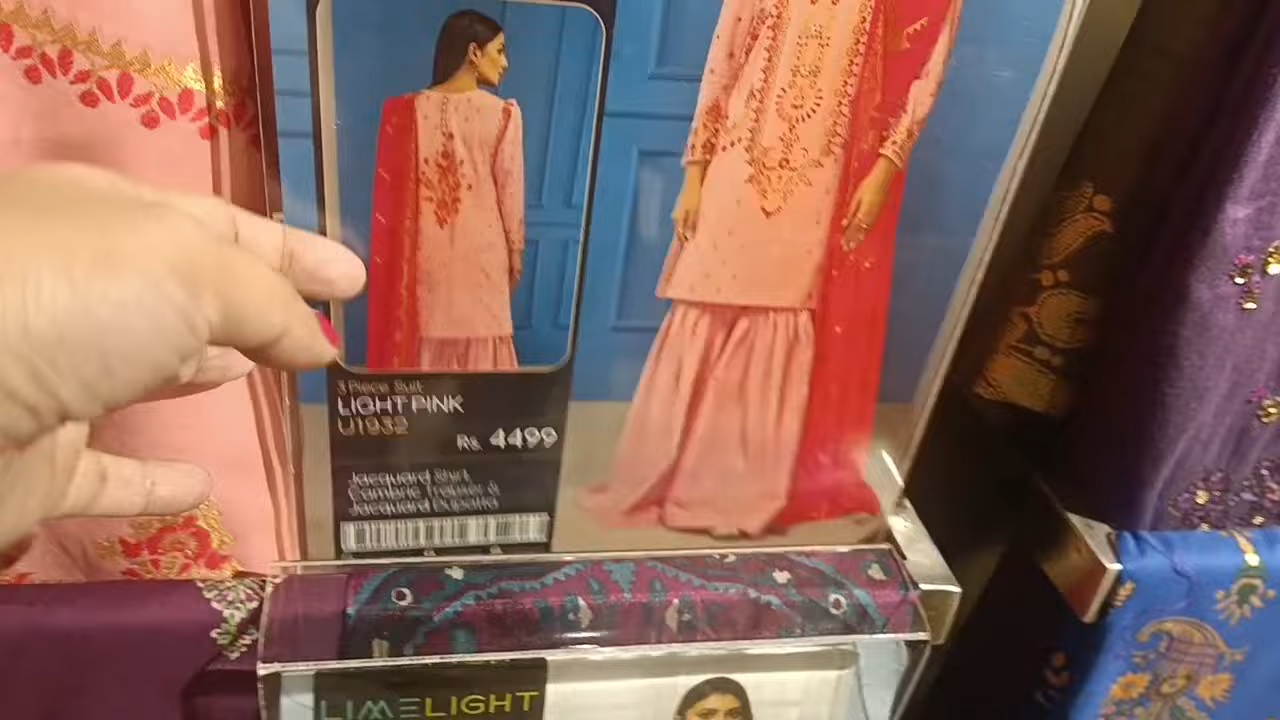 3 Piece Suit
LIGHT PINK
U1932
Rs. 4499
Jacquard Shirt
Cambric Trouser &
Jacquard Dupatta
LIMELIGHT